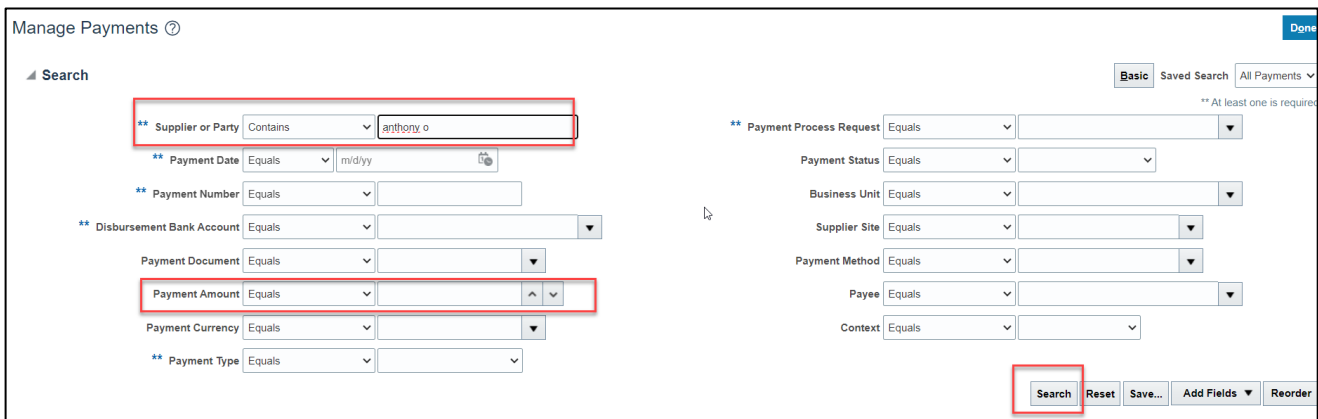 Manage Payments
Done
Search
Basic Saved Search All Payments
** At least one is required
** Supplier or Party Contains anthony o
** Payment Process Request Equals
** Payment Date Equals m/d/yy
Payment Status Equals
** Payment Number Equals
Business Unit Equals
** Disbursement Bank Account Equals
Supplier Site Equals
Payment Document Equals
Payment Method Equals
Payment Amount Equals
Payee Equals
Payment Currency Equals
Context Equals
** Payment Type Equals
Search Reset Save... Add Fields Reorder